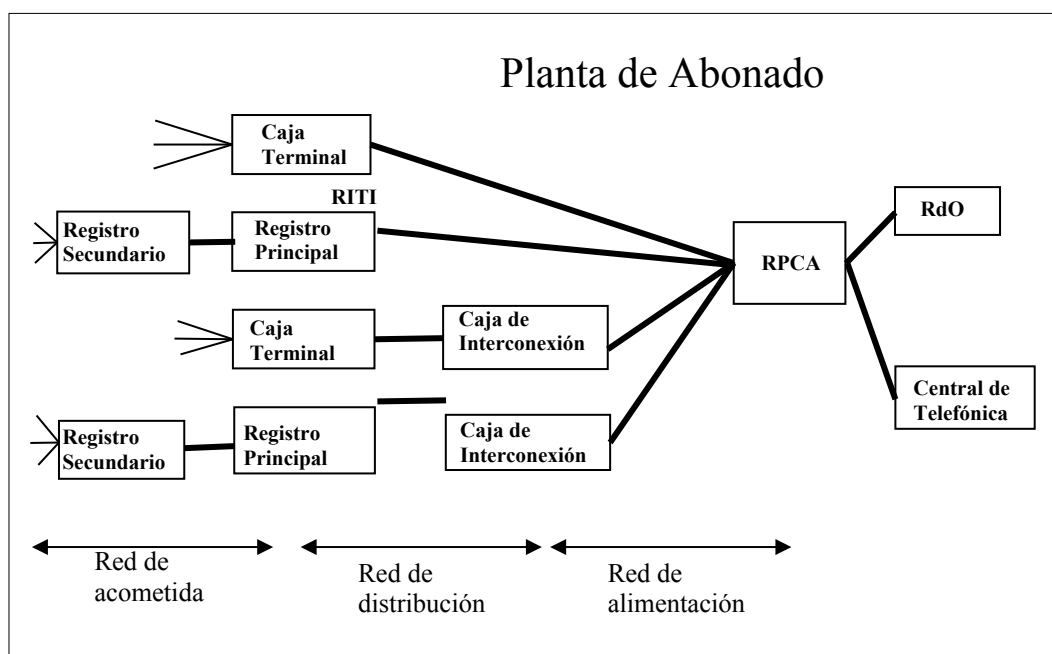 Planta de Abonado
Caja
Terminal
RITI
Registro
Secundario
Registro
Principal
RdO
RPCA
Caja
Terminal
Caja de
Interconexión
Central de
Telefónica
Registro
Secundario
Registro
Principal
Caja de
Interconexión
Red de
acometida
Red de
distribución
Red de
alimentación